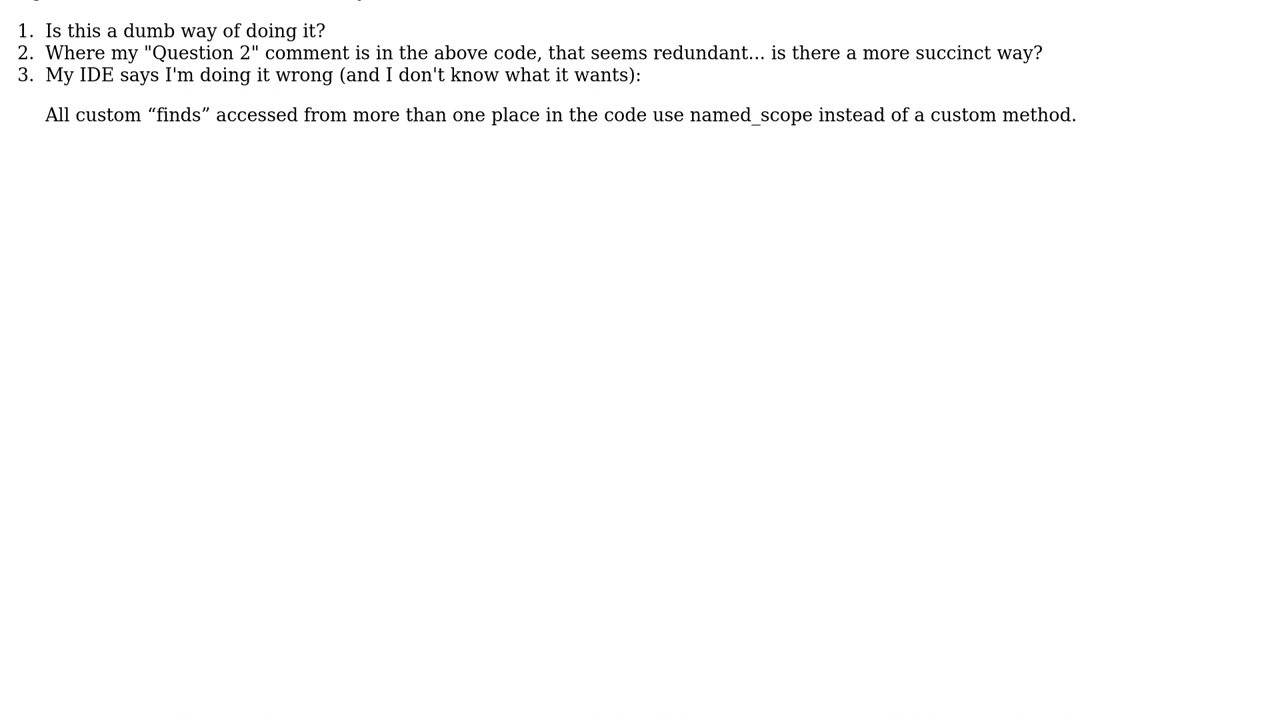 1. Is this a dumb way of doing it?
2. Where my "Question 2" comment is in the above code, that seems redundant... is there a more succinct way?
3. My IDE says I'm doing it wrong (and I don't know what it wants):
All custom “finds” accessed from more than one place in the code use named_scope instead of a custom method.